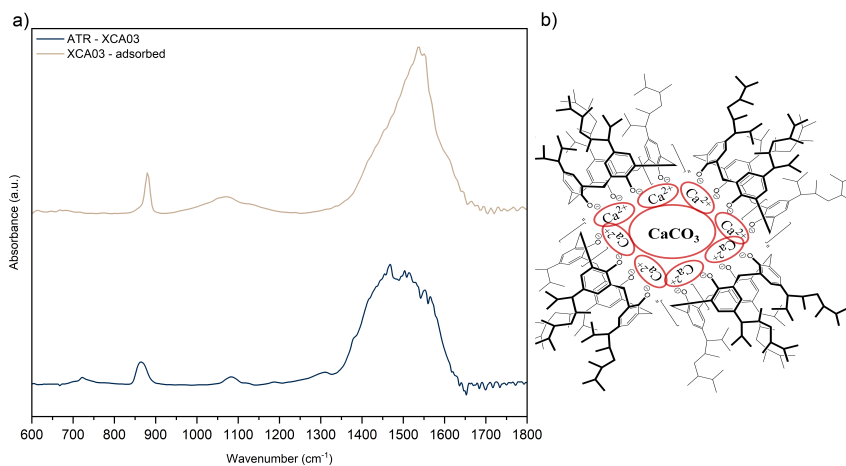 a)
ATR - XCA03
XCA03 - adsorbed
Absorbance (a.u.)
600 700 800 900 1000 1100 1200 1300 1400 1500 1600 1700 1800
Wavenumber (cm⁻¹)
b)
Ca²⁺ Ca²⁺
Ca²⁺ Ca²⁺
CaCO₃
Ca²⁺ Ca²⁺
Ca²⁺ Ca²⁺